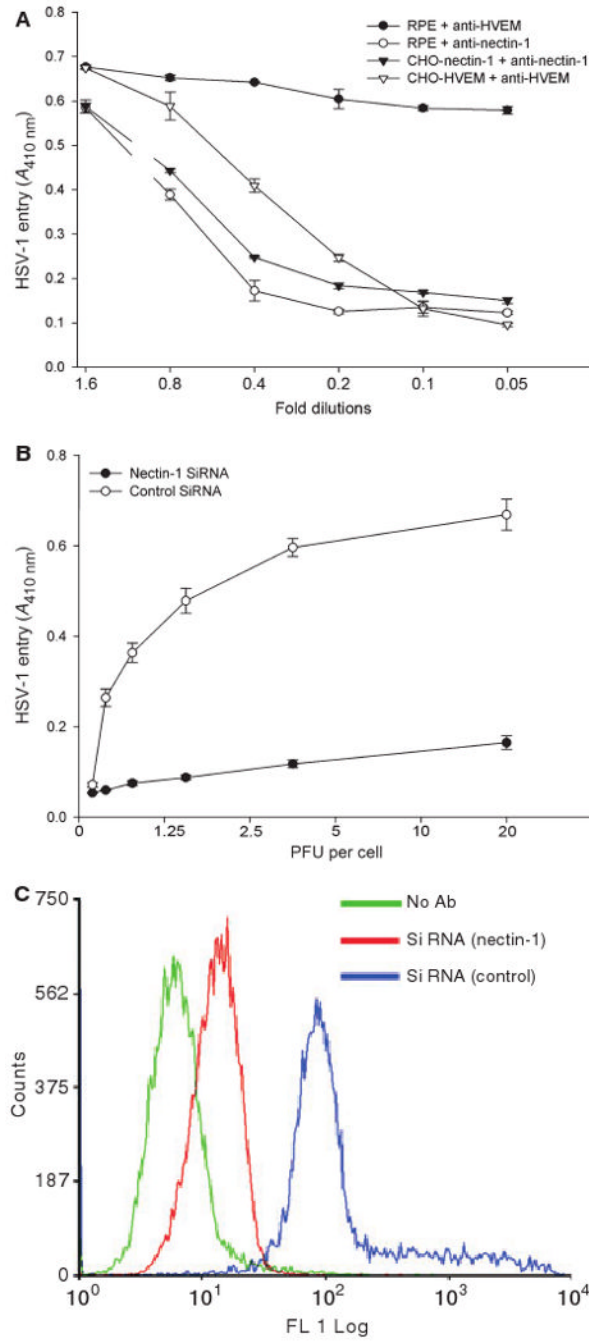 A
RPE + anti-HVEM
RPE + anti-nectin-1
CHO-nectin-1 + anti-nectin-1
CHO-HVEM + anti-HVEM
HSV-1 entry (A410 nm)
0.8
0.7
0.6
0.5
0.4
0.3
0.2
0.1
0.0
1.6 0.8 0.4 0.2 0.1 0.05
Fold dilutions
B
Nectin-1 SiRNA
Control SiRNA
HSV-1 entry (A410 nm)
0.8
0.6
0.4
0.2
0.0
0 1.25 2.5 5 10 20
PFU per cell
C
No Ab
Si RNA (nectin-1)
Si RNA (control)
Counts
750
562
375
187
0
10^0 10^1 10^2 10^3 10^4
FL 1 Log